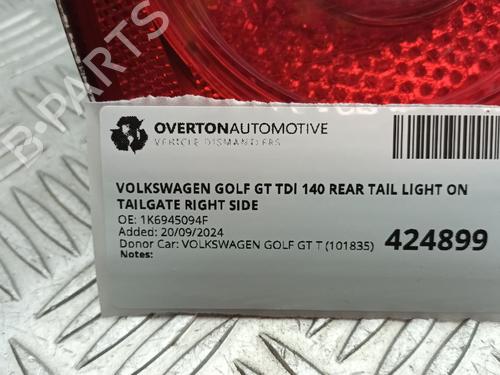 B-PARTS
OVERTONAUTOMOTIVE
VEHICLE DISMANTLERS
VOLKSWAGEN GOLF GT TDI 140 REAR TAIL LIGHT ON
TAILGATE RIGHT SIDE
OE: 1K6945094F
Added: 20/09/2024
Donor Car: VOLKSWAGEN GOLF GT T (101835)
424899
Notes: